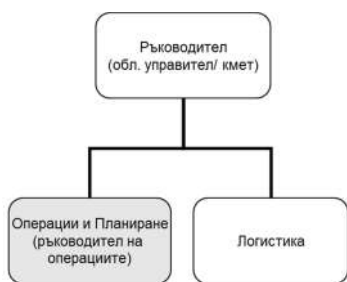 Ръководител
(обл. управител/ кмет)
Операции и Планиране
(ръководител на
операциите)
Логистика